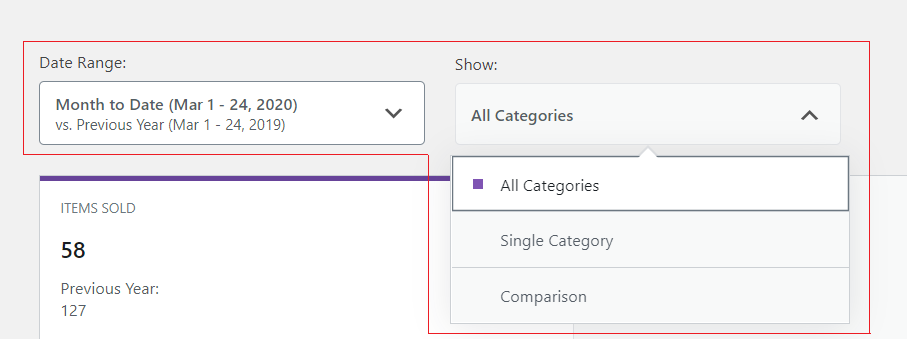 Date Range:
Month to Date (Mar 1 - 24, 2020)
vs. Previous Year (Mar 1 - 24, 2019)
Show:
All Categories
All Categories
Single Category
Comparison
ITEMS SOLD
58
Previous Year:
127